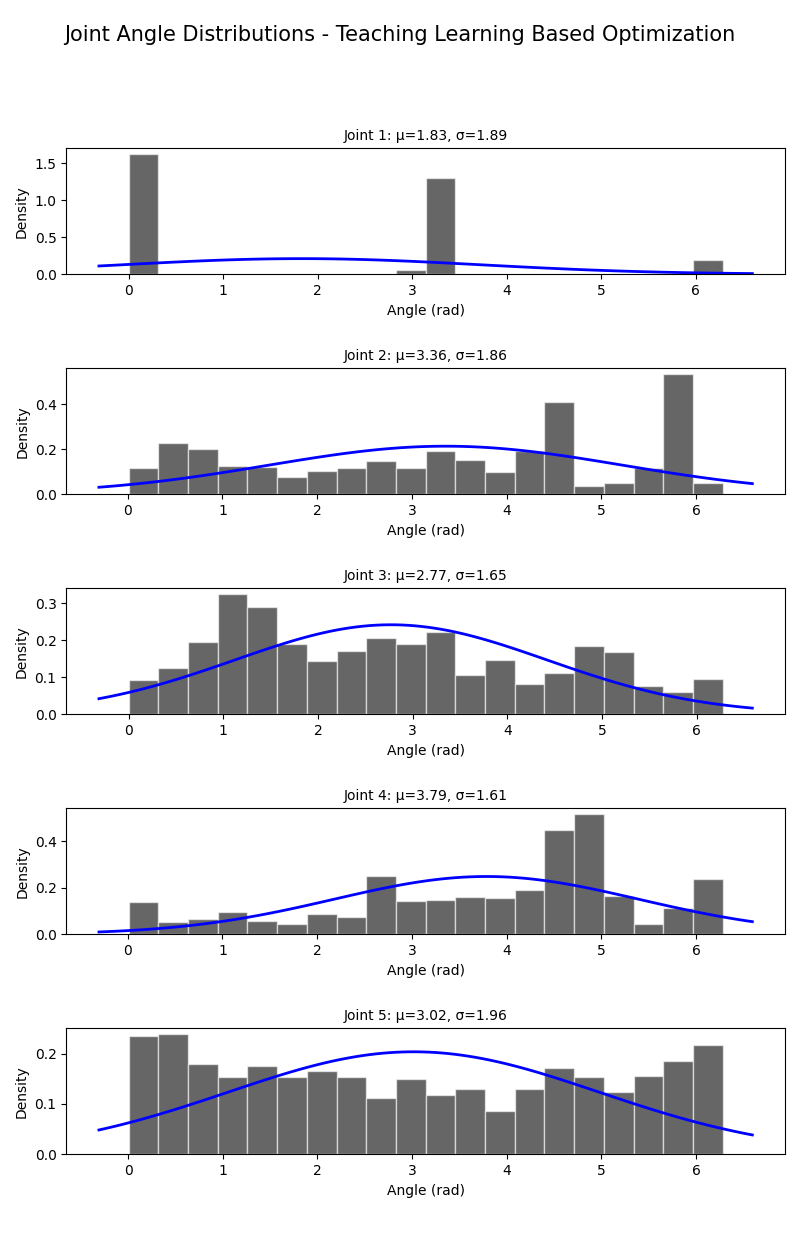 Joint Angle Distributions - Teaching Learning Based Optimization
Joint 1: μ=1.83, σ=1.89
Density
1.5
1.0
0.5
0.0
0 1 2 3 4 5 6
Angle (rad)
Joint 2: μ=3.36, σ=1.86
Density
0.4
0.2
0.0
0 1 2 3 4 5 6
Angle (rad)
Joint 3: μ=2.77, σ=1.65
Density
0.3
0.2
0.1
0.0
0 1 2 3 4 5 6
Angle (rad)
Joint 4: μ=3.79, σ=1.61
Density
0.4
0.2
0.0
0 1 2 3 4 5 6
Angle (rad)
Joint 5: μ=3.02, σ=1.96
Density
0.2
0.1
0.0
0 1 2 3 4 5 6
Angle (rad)